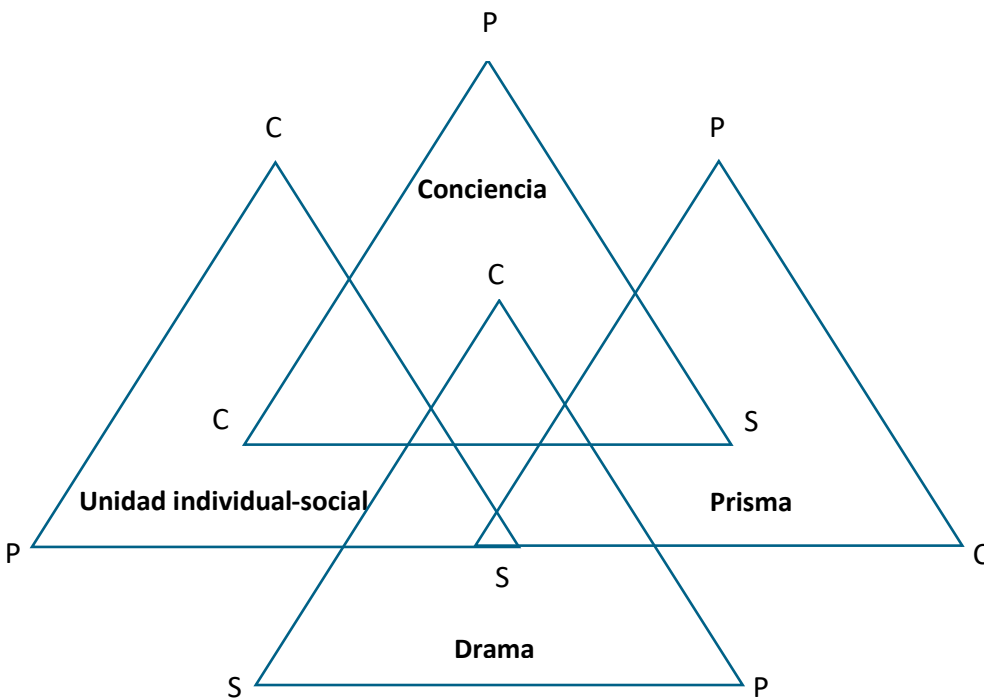 P
C
P
Conciencia
C
C
S
Unidad individual-social
Prisma
P
C
S
Drama
S
P